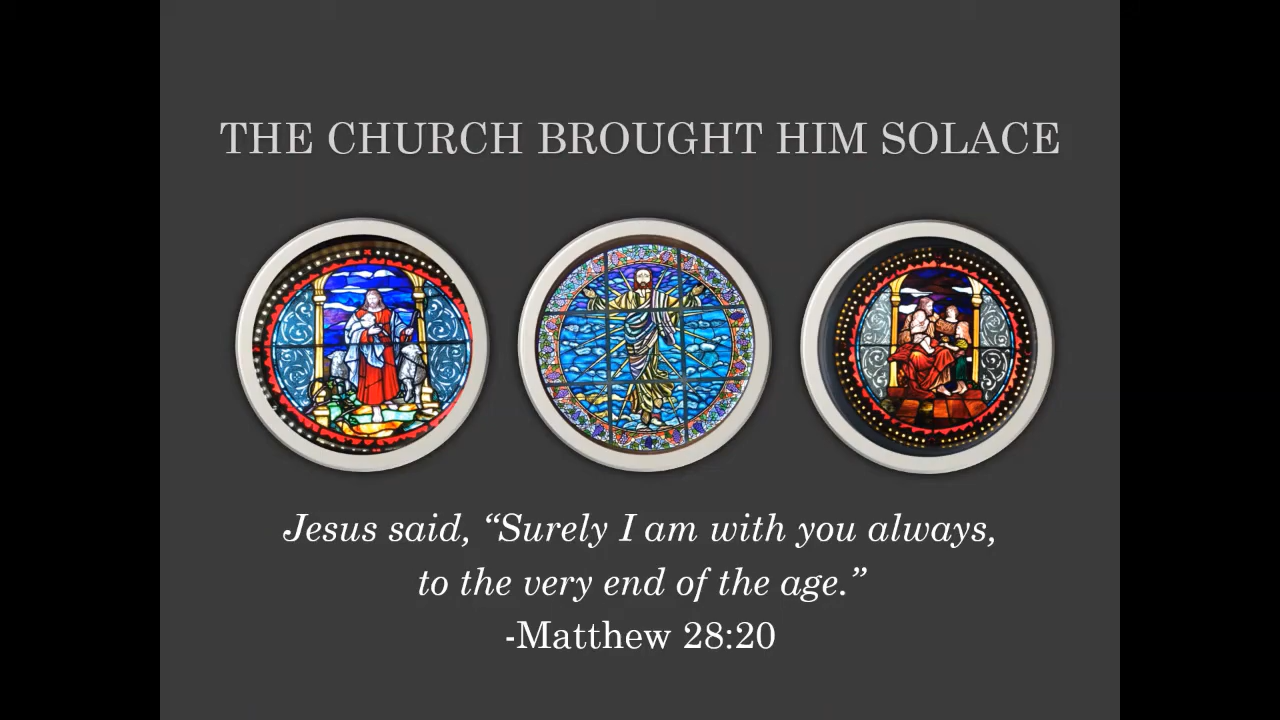 THE CHURCH BROUGHT HIM SOLACE
Jesus said, “Surely I am with you always,
to the very end of the age.”
-Matthew 28:20